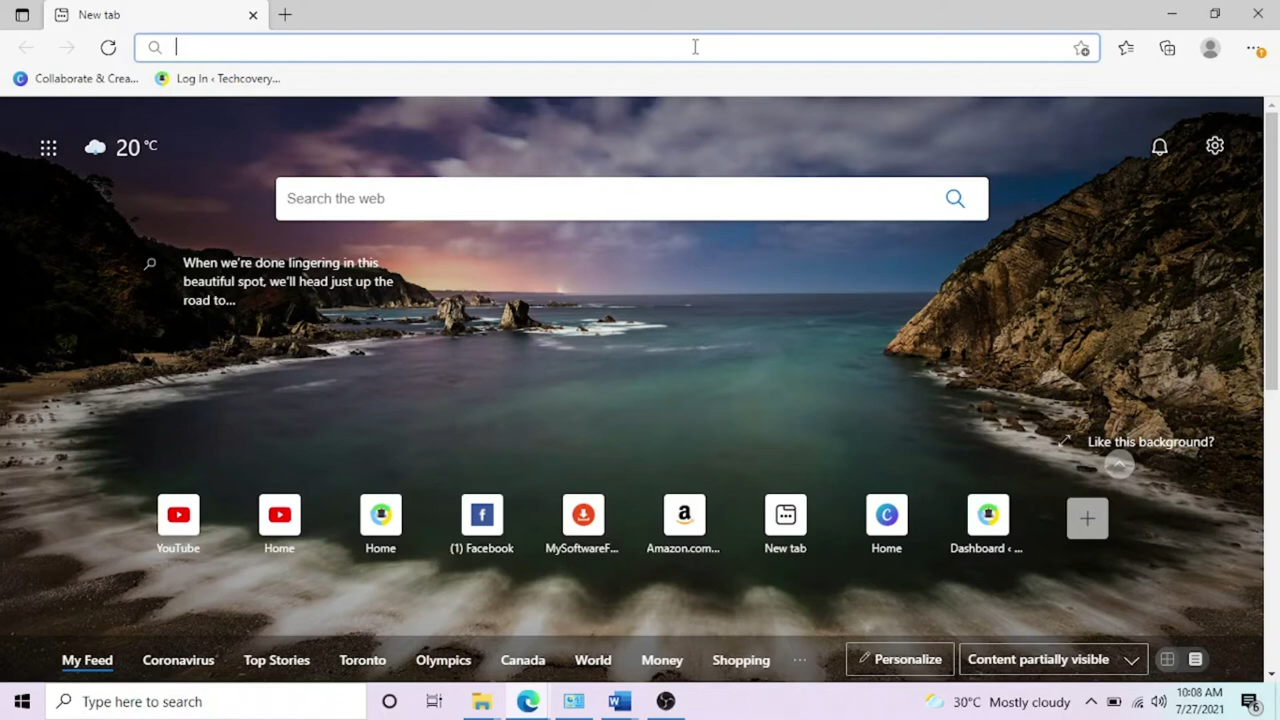 New tab
Collaborate & Crea...
Log In ‹ Techcovery...
20 °C
Search the web
When we're done lingering in this
beautiful spot, we'll head just up the
road to...
Like this background?
YouTube
Home
Home
(1) Facebook
MySoftwareF...
Amazon.com...
New tab
Home
Dashboard ‹ ...
My Feed
Coronavirus
Top Stories
Toronto
Olympics
Canada
World
Money
Shopping
...
Personalize
Content partially visible
Type here to search
30°C Mostly cloudy
10:08 AM
7/27/2021
6